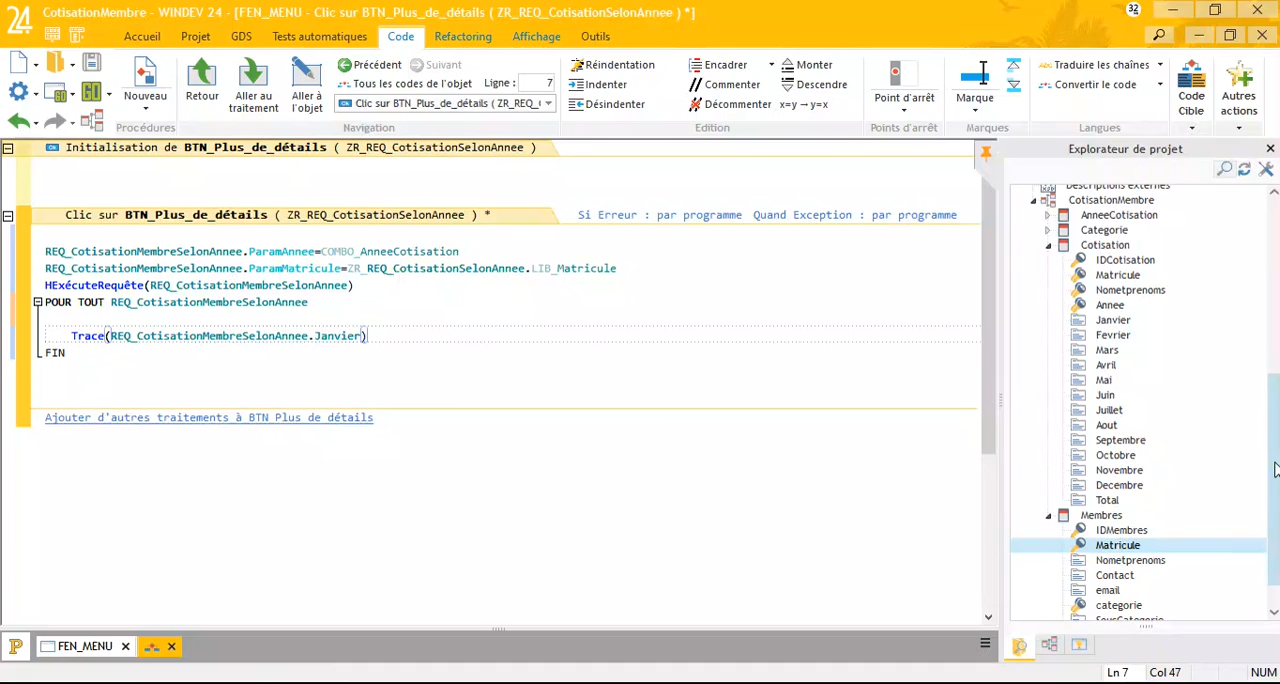 24
CotisationMembre - WINDEV 24 - [FEN_MENU - Clic sur BTN_Plus_de_détails ( ZR_REQ_CotisationSelonAnnee ) *]
32
Accueil Projet GDS Tests automatiques Code Refactoring Affichage Outils
Nouveau
Procédures
Retour
Aller au traitement
Aller à l'objet
Précédent Suivant
Tous les codes de l'objet Ligne : 7
Clic sur BTN_Plus_de_détails ( ZR_REQ_(
Navigation
Réindentation
Indenter
Désindenter
Encadrer
Commenter
Décommenter
Monter
Descendre
x=y→y=x
Edition
Point d'arrêt
Points d'arrêt
Marque
Marques
Traduire les chaînes
Convertir le code
Langues
Code Cible
Autres actions
Initialisation de BTN_Plus_de_détails ( ZR_REQ_CotisationSelonAnnee )
Clic sur BTN_Plus_de_détails ( ZR_REQ_CotisationSelonAnnee ) * Si Erreur : par programme Quand Exception : par programme
REQ_CotisationMembreSelonAnnee.ParamAnnee=COMBO_AnneeCotisation
REQ_CotisationMembreSelonAnnee.ParamMatricule=ZR_REQ_CotisationSelonAnnee.LIB_Matricule
HExécuteRequête(REQ_CotisationMembreSelonAnnee)
POUR TOUT REQ_CotisationMembreSelonAnnee
Trace(REQ_CotisationMembreSelonAnnee.Janvier)
FIN
Ajouter d'autres traitements à BTN Plus de détails
Explorateur de projet
Descriptions externes
CotisationMembre
AnneeCotisation
Categorie
Cotisation
IDCotisation
Matricule
Nometprenoms
Annee
Janvier
Fevrier
Mars
Avril
Mai
Juin
Juillet
Aout
Septembre
Octobre
Novembre
Decembre
Total
Membres
IDMembres
Matricule
Nometprenoms
Contact
email
categorie
SousCategorie
P FEN_MENU
Ln 7 Col 47 NUM